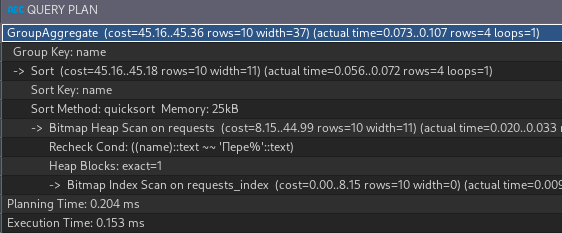 ABC QUERY PLAN
GroupAggregate  (cost=45.16..45.36 rows=10 width=37) (actual time=0.073..0.107 rows=4 loops=1)
Group Key: name
->  Sort  (cost=45.16..45.18 rows=10 width=11) (actual time=0.056..0.072 rows=4 loops=1)
Sort Key: name
Sort Method: quicksort  Memory: 25kB
->  Bitmap Heap Scan on requests  (cost=8.15..44.99 rows=10 width=11) (actual time=0.020..0.033
Recheck Cond: ((name)::text ~~ 'Пере%'::text)
Heap Blocks: exact=1
->  Bitmap Index Scan on requests_index  (cost=0.00..8.15 rows=10 width=0) (actual time=0.009
Planning Time: 0.204 ms
Execution Time: 0.153 ms